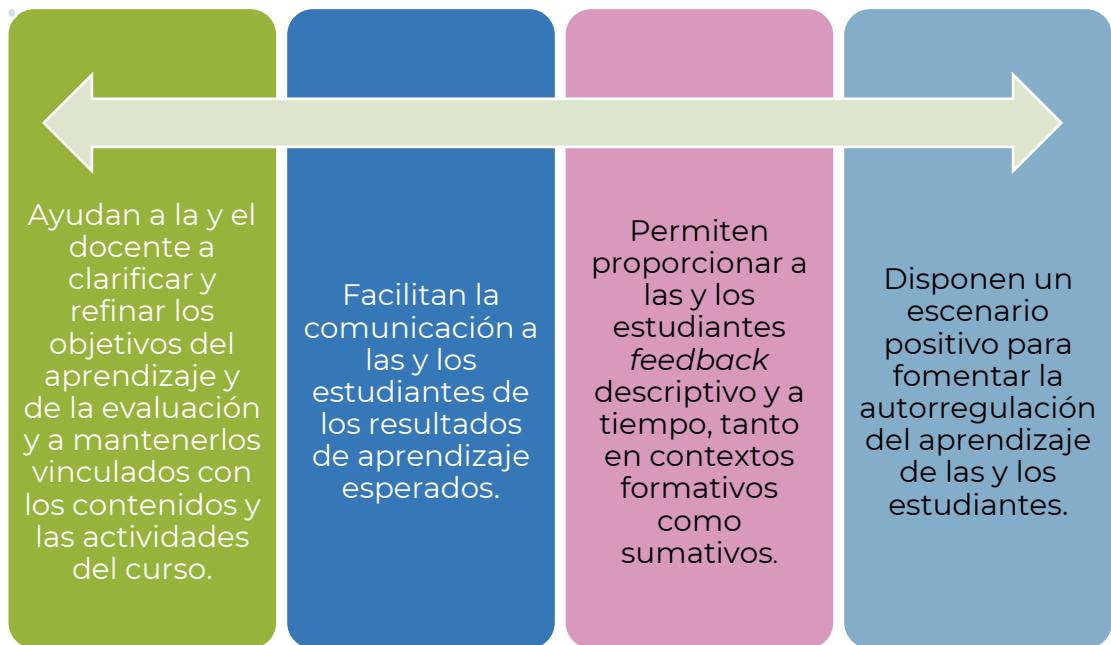 Ayudan a la y el
docente a
clarificar y
refinar los
objetivos del
aprendizaje y
de la evaluación
y a mantenerlos
vinculados con
los contenidos y
las actividades
del curso.
Facilitan la
comunicación a
las y los
estudiantes de
los resultados
de aprendizaje
esperados.
Permiten
proporcionar a
las y los
estudiantes
feedback
descriptivo y a
tiempo, tanto
en contextos
formativos
como
sumativos.
Disponen un
escenario
positivo para
fomentar la
autorregulación
del aprendizaje
de las y los
estudiantes.